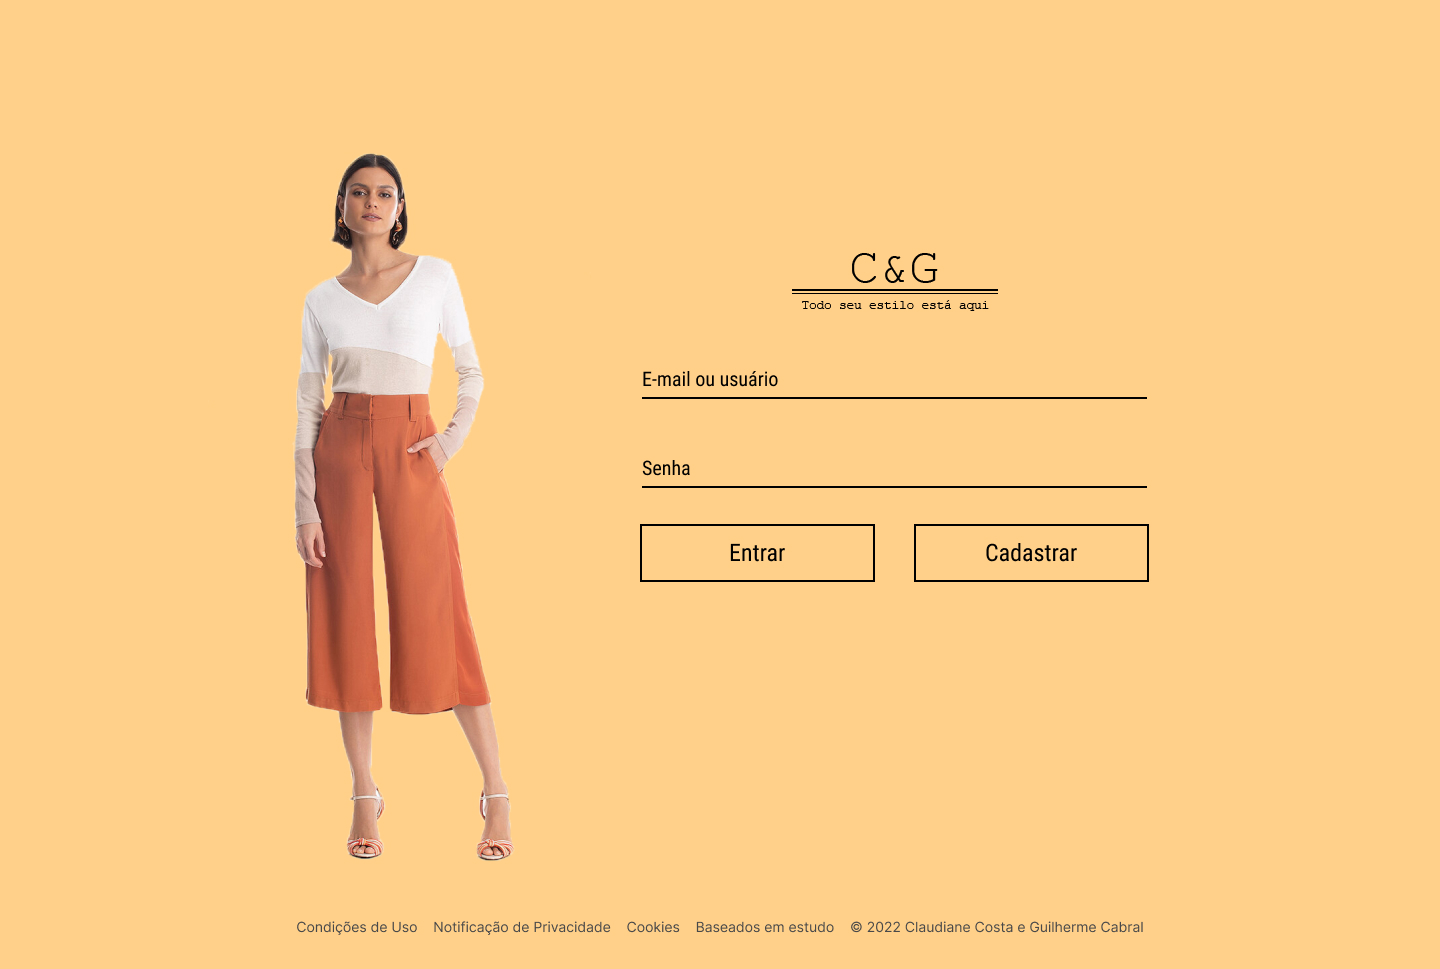 C & G
Todo seu estilo está aqui
E-mail ou usuário
Senha
Entrar Cadastrar
Condições de Uso Notificação de Privacidade Cookies Baseados em estudo © 2022 Claudiane Costa e Guilherme Cabral